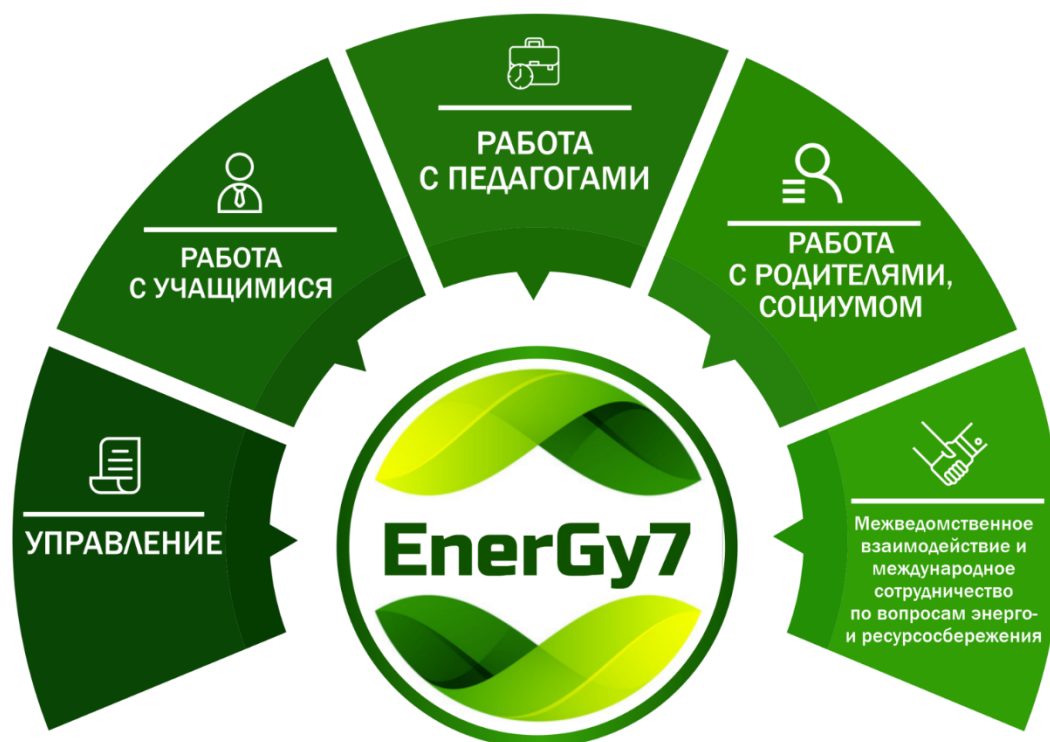 УПРАВЛЕНИЕ
РАБОТА
С УЧАЩИМИСЯ
РАБОТА
С ПЕДАГОГАМИ
РАБОТА
С РОДИТЕЛЯМИ,
СОЦИУМОМ
Межведомственное
взаимодействие и
международное
сотрудничество
по вопросам энерго-
и ресурсосбережения
EnerGy7